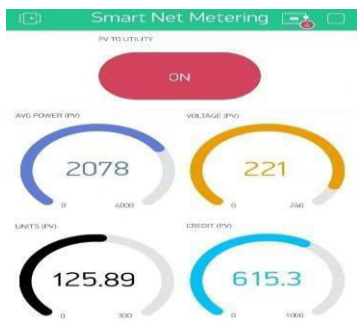 Smart Net Metering
PV TO UTILITY
ON
AVG POWER (PV) VOLTAGE (PV)
2078 221
0 4000 0 240
UNITS (PV) CREDIT (PV)
125.89 615.3
0 300 0 1000